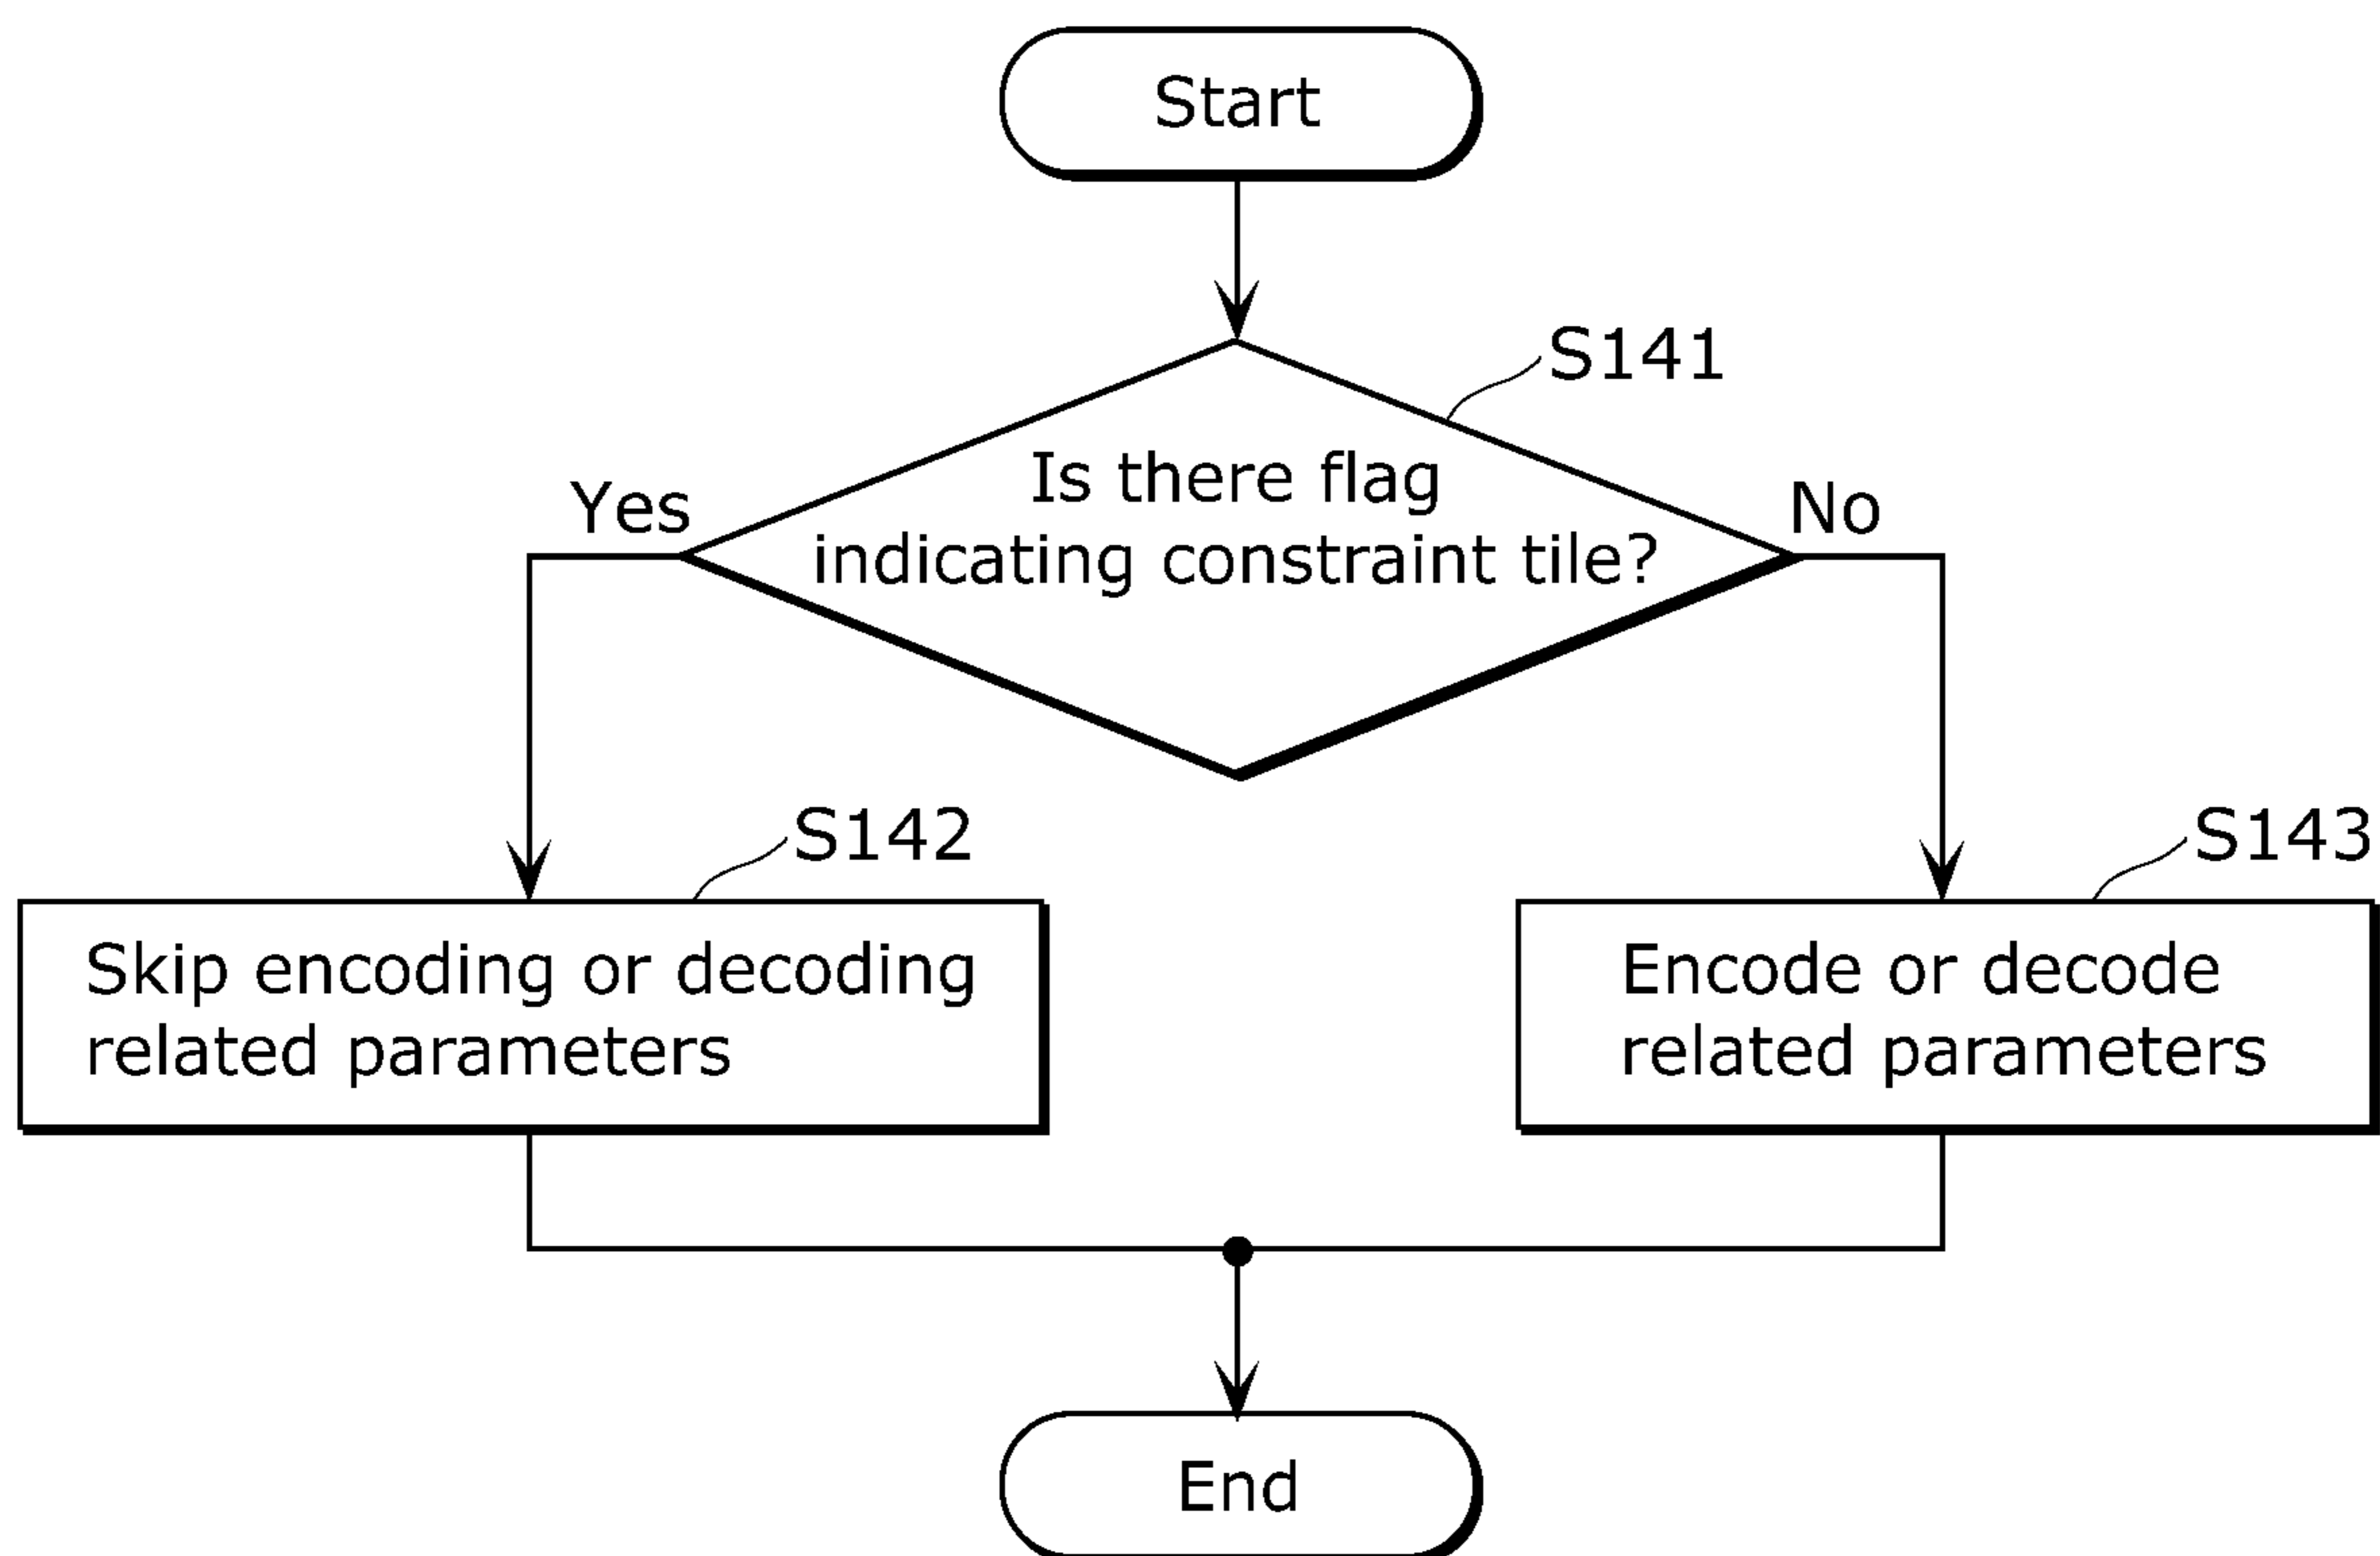 Start
S141
Is there flag
indicating constraint tile?
Yes
No
S142
S143
Skip encoding or decoding
related parameters
Encode or decode
related parameters
End